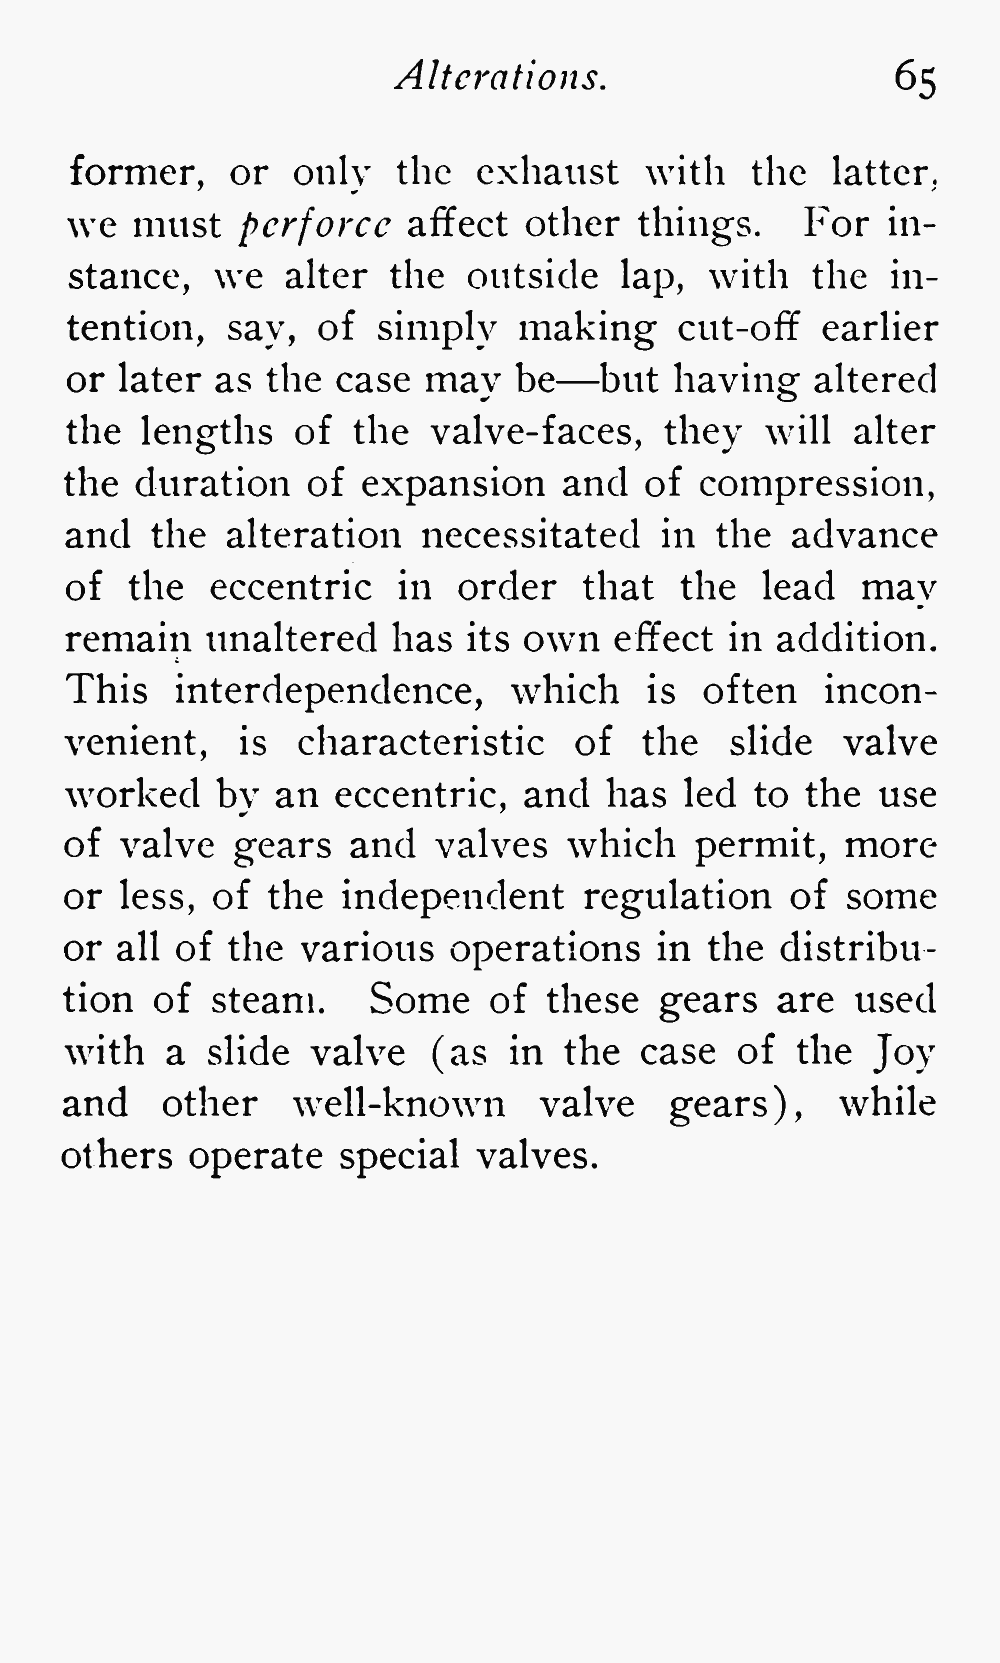 Alterations. 65
former, or only the exhaust with the latter,
we must perforce affect other things. For in-
stance, we alter the outside lap, with the in-
tention, say, of simply making cut-off earlier
or later as the case may be—but having altered
the lengths of the valve-faces, they will alter
the duration of expansion and of compression,
and the alteration necessitated in the advance
of the eccentric in order that the lead may
remain unaltered has its own effect in addition.
This interdependence, which is often incon-
venient, is characteristic of the slide valve
worked by an eccentric, and has led to the use
of valve gears and valves which permit, more
or less, of the independent regulation of some
or all of the various operations in the distribu-
tion of steam. Some of these gears are used
with a slide valve (as in the case of the Joy
and other well-known valve gears), while
others operate special valves.